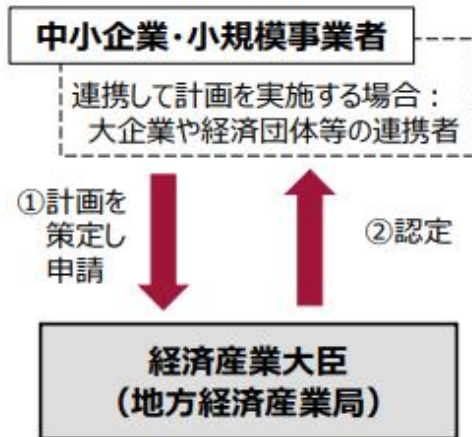 中小企業・小規模事業者
連携して計画を実施する場合：
大企業や経済団体等の連携者
①計画を
策定し
申請
②認定
経済産業大臣
（地方経済産業局）